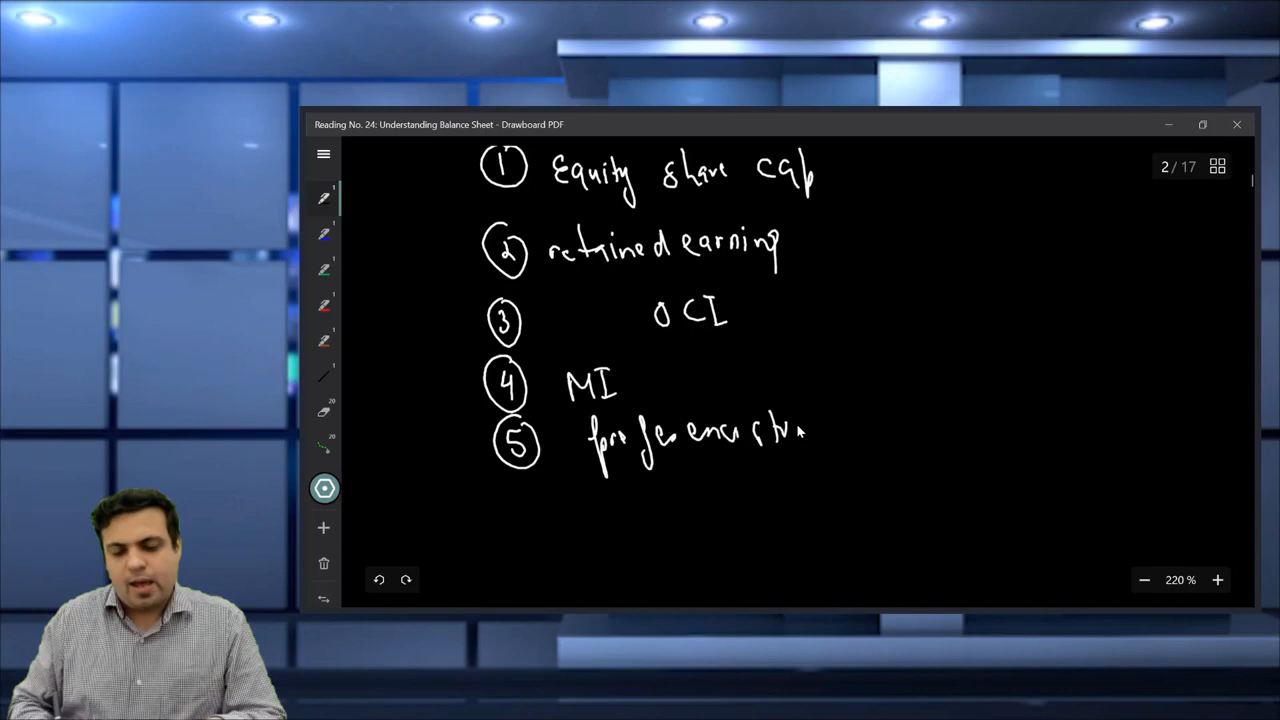 Reading No. 24: Understanding Balance Sheet - Drawboard PDF
2 / 17
① Equity share cap
② retained earning
③ OCI
④ MI
⑤ preference
220 %